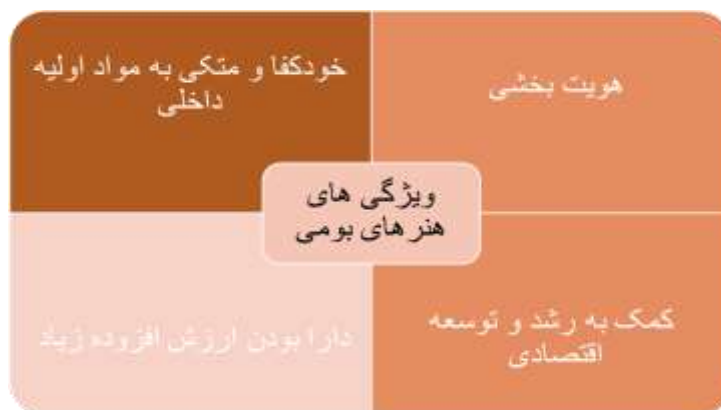 هویت بخشی
خودکفا و متکی به مواد اولیه
داخلی
ویژگی های
هنرهای بومی
کمک به رشد و توسعه
اقتصادی
دارا بودن ارزش افزوده زیاد